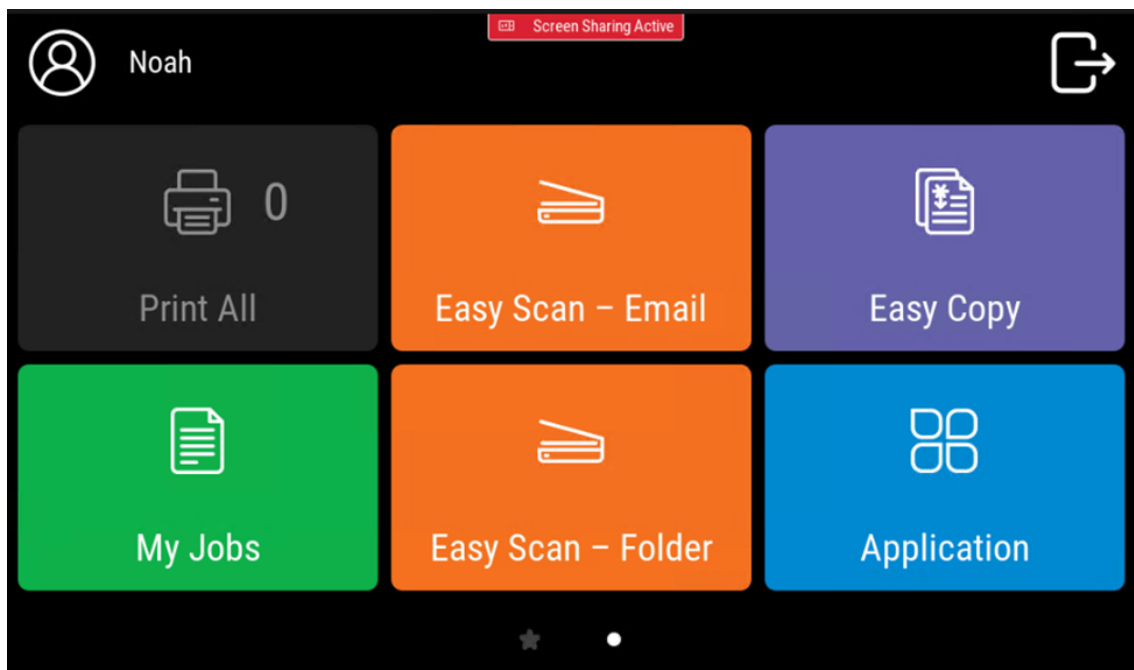 Screen Sharing Active
Noah
0
Print All
Easy Scan – Email
Easy Copy
My Jobs
Easy Scan – Folder
Application